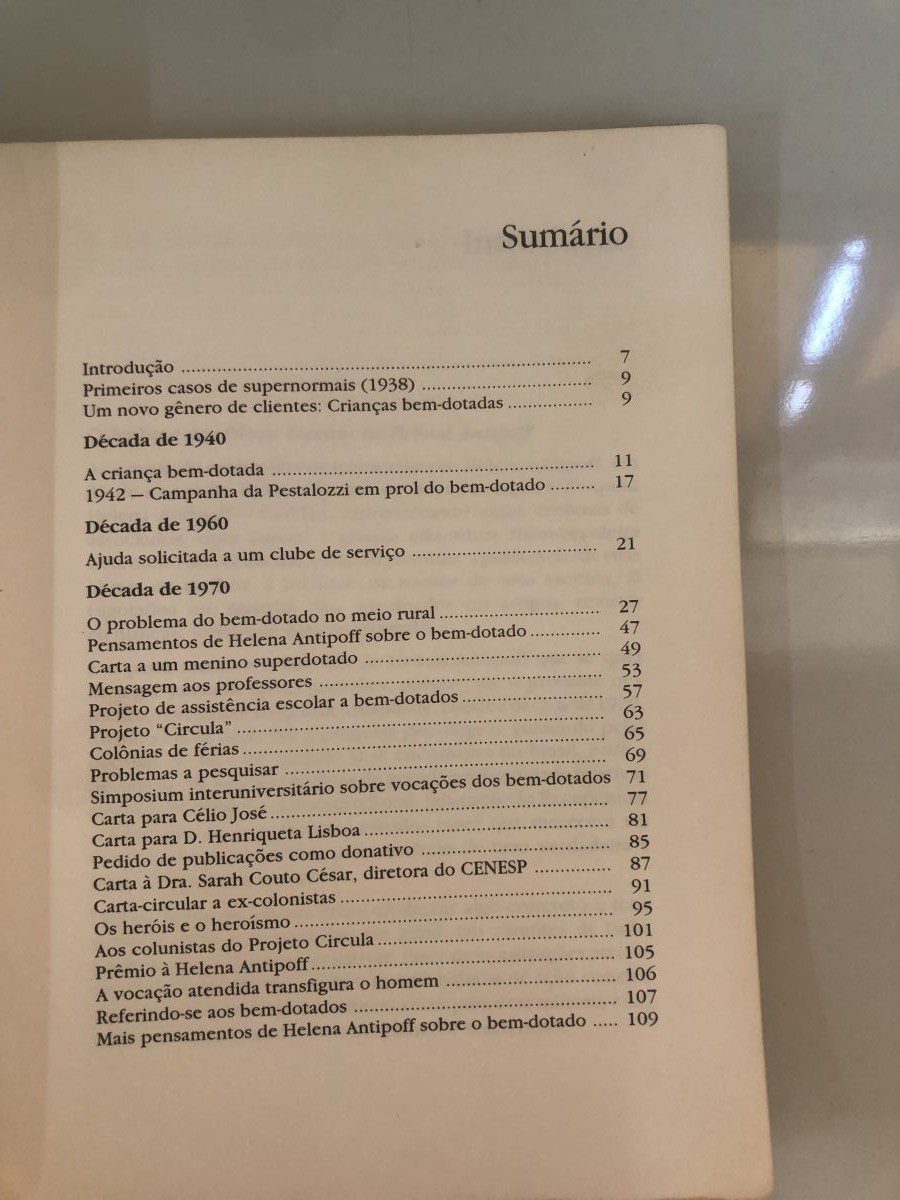 Sumário
Introdução ........ 7
Primeiros casos de supernormais (1938) ........ 9
Um novo gênero de clientes: Crianças bem-dotadas ........ 9
Década de 1940
A criança bem-dotada ........ 11
1942 — Campanha da Pestalozzi em prol do bem-dotado ........ 17
Década de 1960
Ajuda solicitada a um clube de serviço ........ 21
Década de 1970
O problema do bem-dotado no meio rural ........ 27
Pensamentos de Helena Antipoff sobre o bem-dotado ........ 47
Carta a um menino superdotado ........ 49
Mensagem aos professores ........ 53
Projeto de assistência escolar a bem-dotados ........ 57
Projeto “Circula” ........ 63
Colônias de férias ........ 65
Problemas a pesquisar ........ 69
Simposium interuniversitário sobre vocações dos bem-dotados 71
Carta para Célio José ........ 77
Carta para D. Henriqueta Lisboa ........ 81
Pedido de publicações como donativo ........ 85
Carta à Dra. Sarah Couto César, diretora do CENESP ........ 87
Carta-circular a ex-colonistas ........ 91
Os heróis e o heroísmo ........ 95
Aos colunistas do Projeto Circula ........ 101
Prêmio à Helena Antipoff ........ 105
A vocação atendida transfigura o homem ........ 106
Referindo-se aos bem-dotados ........ 107
Mais pensamentos de Helena Antipoff sobre o bem-dotado ..... 109